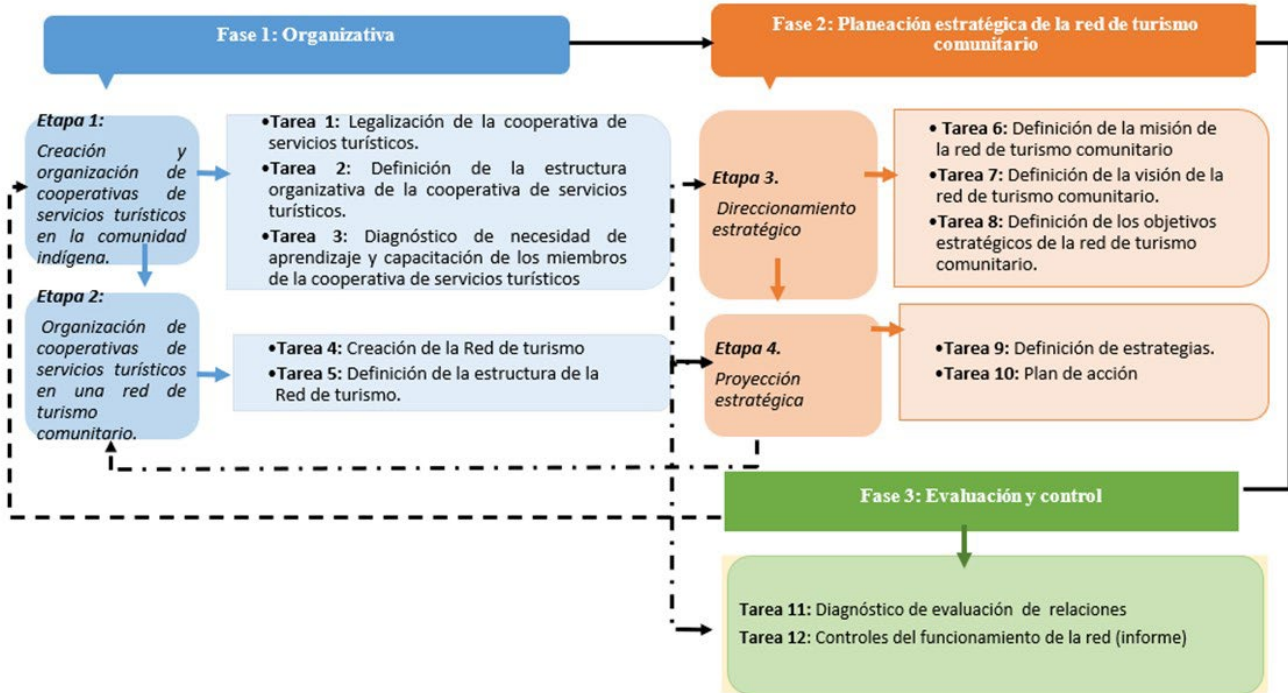 Fase 1: Organizativa
Etapa 1:
Creación y
organización de
cooperativas de
servicios turísticos
en la comunidad
indígena.
•Tarea 1: Legalización de la cooperativa de
servicios turísticos.
•Tarea 2: Definición de la estructura
organizativa de la cooperativa de servicios
turísticos.
•Tarea 3: Diagnóstico de necesidad de
aprendizaje y capacitación de los miembros
de la cooperativa de servicios turísticos
Etapa 2:
Organización de
cooperativas de
servicios turísticos
en una red de
turismo
comunitario.
•Tarea 4: Creación de la Red de turismo
•Tarea 5: Definición de la estructura de la
Red de turismo.
Fase 2: Planeación estratégica de la red de turismo
comunitario
Etapa 3.
Direccionamiento
estratégico
• Tarea 6: Definición de la misión de
la red de turismo comunitario
• Tarea 7: Definición de la visión de la
red de turismo comunitario.
• Tarea 8: Definición de los objetivos
estratégicos de la red de turismo
comunitario.
Etapa 4.
Proyección
estratégica
•Tarea 9: Definición de estrategias.
•Tarea 10: Plan de acción
Fase 3: Evaluación y control
Tarea 11: Diagnóstico de evaluación de relaciones
Tarea 12: Controles del funcionamiento de la red (informe)